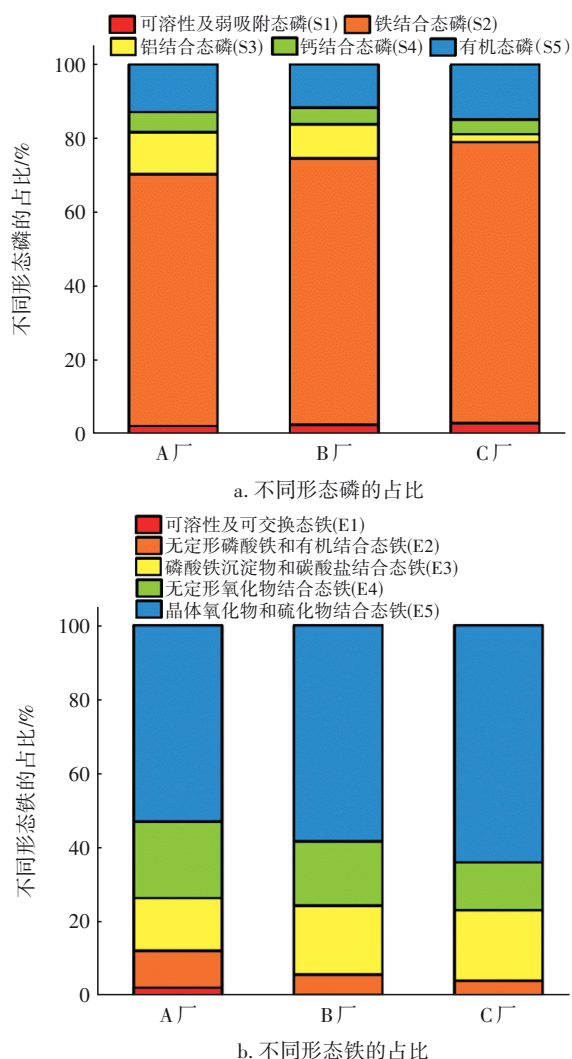 可溶性及弱吸附态磷(S1) 铁结合态磷(S2)
铝结合态磷(S3) 钙结合态磷(S4) 有机态磷(S5)
不同形态磷的占比/%
100
80
60
40
20
0
A厂 B厂 C厂
a. 不同形态磷的占比
可溶性及可交换态铁(E1)
无定形磷酸铁和有机结合态铁(E2)
磷酸铁沉淀物和碳酸盐结合态铁(E3)
无定形氧化物结合态铁(E4)
晶体氧化物和硫化物结合态铁(E5)
不同形态铁的占比/%
100
80
60
40
20
0
A厂 B厂 C厂
b. 不同形态铁的占比